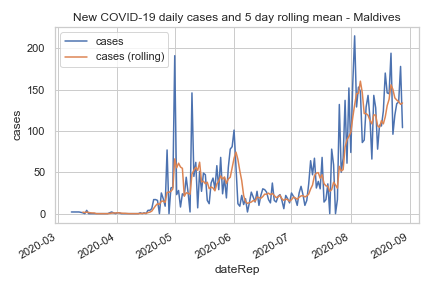 New COVID-19 daily cases and 5 day rolling mean - Maldives
cases
cases (rolling)
200
150
100
50
0
cases
2020-03
2020-04
2020-05
2020-06
2020-07
2020-08
2020-09
dateRep